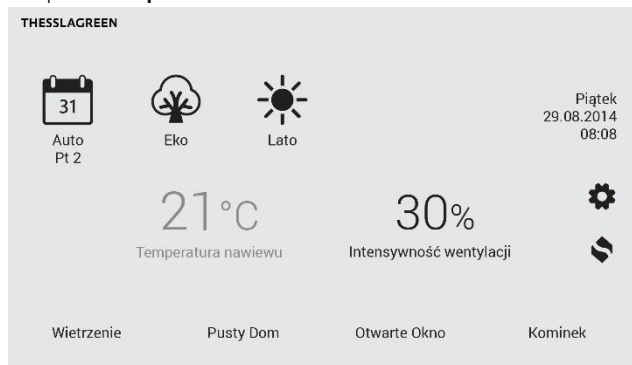 THESSLAGREEN
31
Auto
Pt 2
Eko
Lato
Piątek
29.08.2014
08:08
21°C
Temperatura nawiewu
30%
Intensywność wentylacji
Wietrzenie
Pusty Dom
Otwarte Okno
Kominek